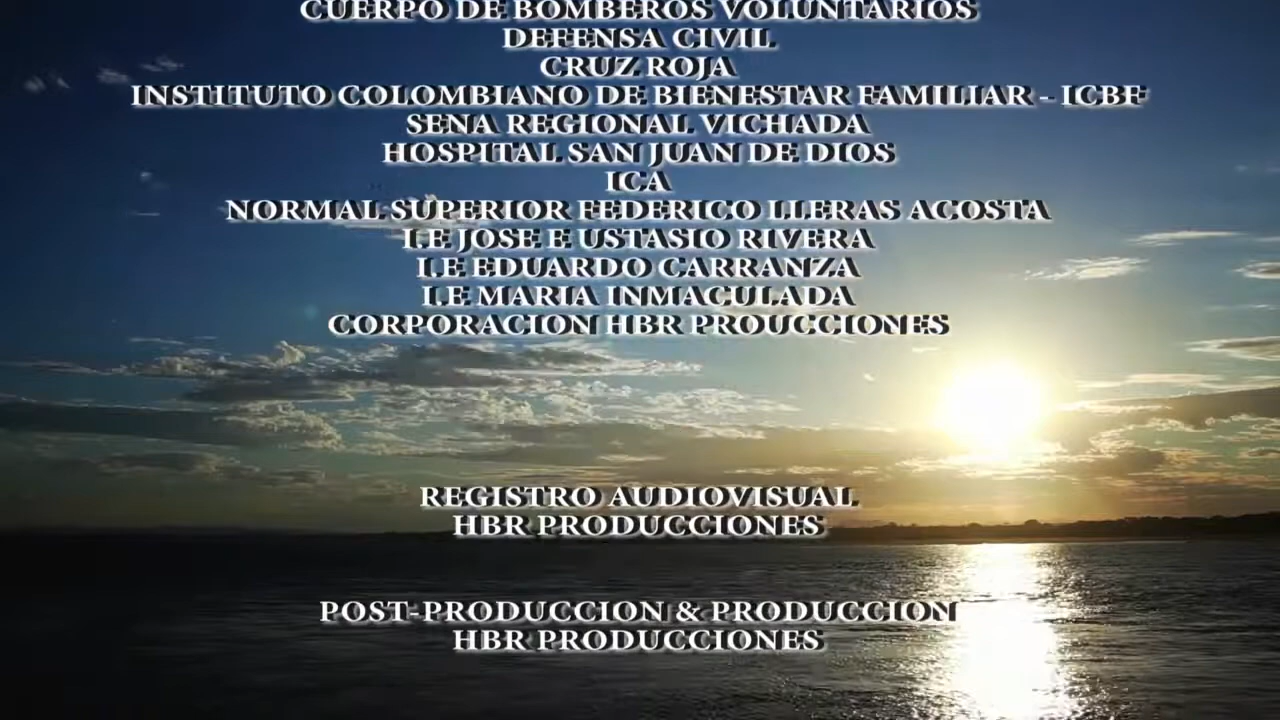 CUERPO DE BOMBEROS VOLUNTARIOS
DEFENSA CIVIL
CRUZ ROJA
INSTITUTO COLOMBIANO DE BIENESTAR FAMILIAR - ICBF
SENA REGIONAL VICHADA
HOSPITAL SAN JUAN DE DIOS
ICA
NORMAL SUPERIOR FEDERICO LLERAS ACOSTA
I.E JOSE E USTASIO RIVERA
I.E EDUARDO CARRANZA
I.E MARIA INMACULADA
CORPORACION HBR PROUCCIONES
REGISTRO AUDIOVISUAL
HBR PRODUCCIONES
POST-PRODUCCION & PRODUCCION
HBR PRODUCCIONES